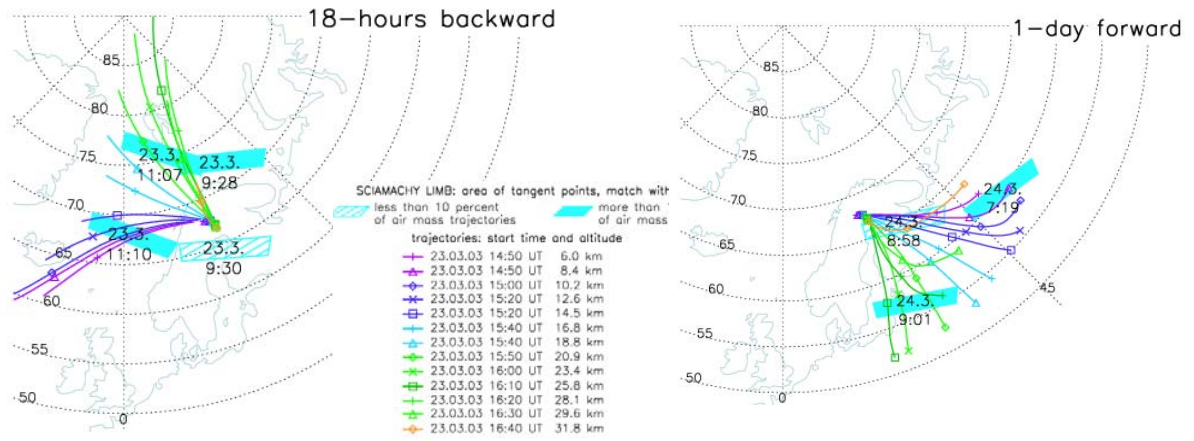 18-hours backward
1-day forward
85
80
75
70
65
60
55
50
0
23.3.
11:07
23.3.
9:28
23.3.
11:10
23.3.
9:30
SCIAMACHY LIMB: area of tangent points, match with
less than 10 percent
of air mass trajectories
more than
of air mass
trajectories: start time and altitude
23.03.03 14:50 UT 6.0 km
23.03.03 14:50 UT 8.4 km
23.03.03 15:00 UT 10.2 km
23.03.03 15:20 UT 12.6 km
23.03.03 15:20 UT 14.5 km
23.03.03 15:40 UT 16.8 km
23.03.03 15:40 UT 18.8 km
23.03.03 15:50 UT 20.9 km
23.03.03 16:00 UT 23.4 km
23.03.03 16:10 UT 25.8 km
23.03.03 16:20 UT 28.1 km
23.03.03 16:30 UT 29.6 km
23.03.03 16:40 UT 31.8 km
85
80
75
70
65
60
55
50
0
45
24.3.
7:19
24.3.
8:58
24.3.
9:01